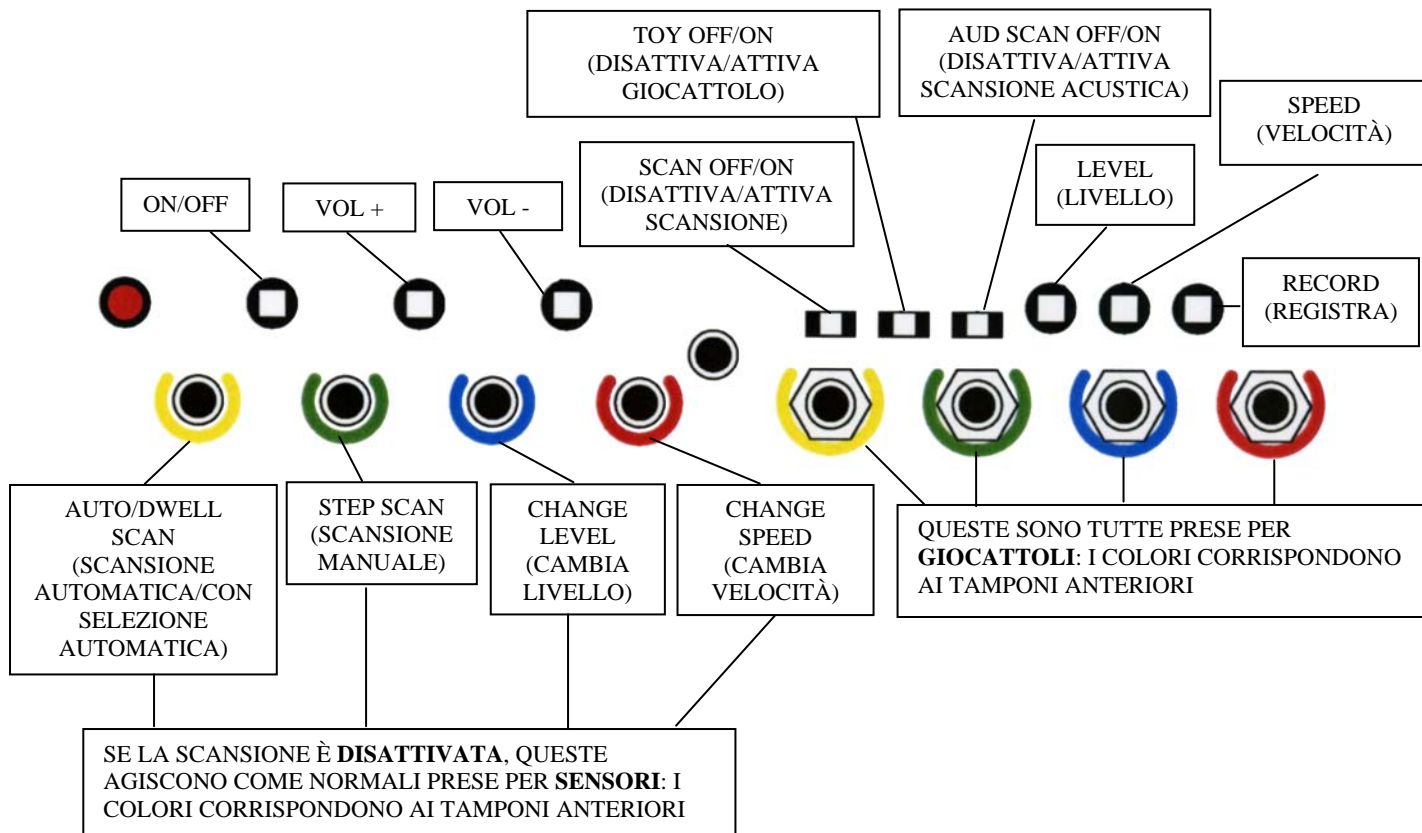 TOY OFF/ON
(DISATTIVA/ATTIVA
GIOCATTOLO)
AUD SCAN OFF/ON
(DISATTIVA/ATTIVA
SCANSIONE ACUSTICA)
SPEED
(VELOCITÀ)
SCAN OFF/ON
(DISATTIVA/ATTIVA
SCANSIONE)
LEVEL
(LIVELLO)
ON/OFF
VOL +
VOL -
RECORD
(REGISTRA)
AUTO/DWELL
SCAN
(SCANSIONE
AUTOMATICA/CON
SELEZIONE
AUTOMATICA)
STEP SCAN
(SCANSIONE
MANUALE)
CHANGE
LEVEL
(CAMBIA
LIVELLO)
CHANGE
SPEED
(CAMBIA
VELOCITÀ)
QUESTE SONO TUTTE PRESE PER
GIOCATTOLI: I COLORI CORRISPONDONO
AI TAMPONI ANTERIORI
SE LA SCANSIONE È DISATTIVATA, QUESTE
AGISCONO COME NORMALI PRESE PER SENSORI: I
COLORI CORRISPONDONO AI TAMPONI ANTERIORI